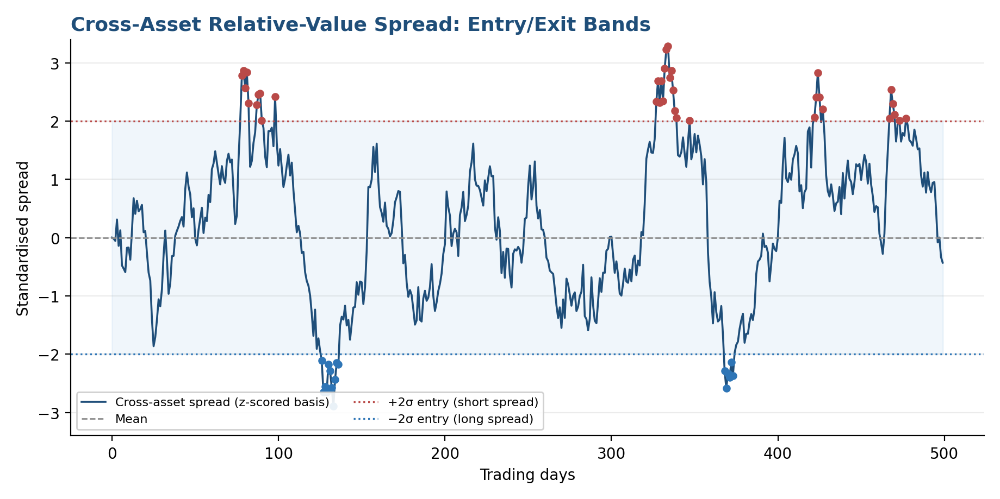 Cross-Asset Relative-Value Spread: Entry/Exit Bands
Standardised spread
3
2
1
0
−1
−2
−3
Cross-asset spread (z-scored basis)
Mean
+2σ entry (short spread)
−2σ entry (long spread)
0
100
200
300
400
500
Trading days